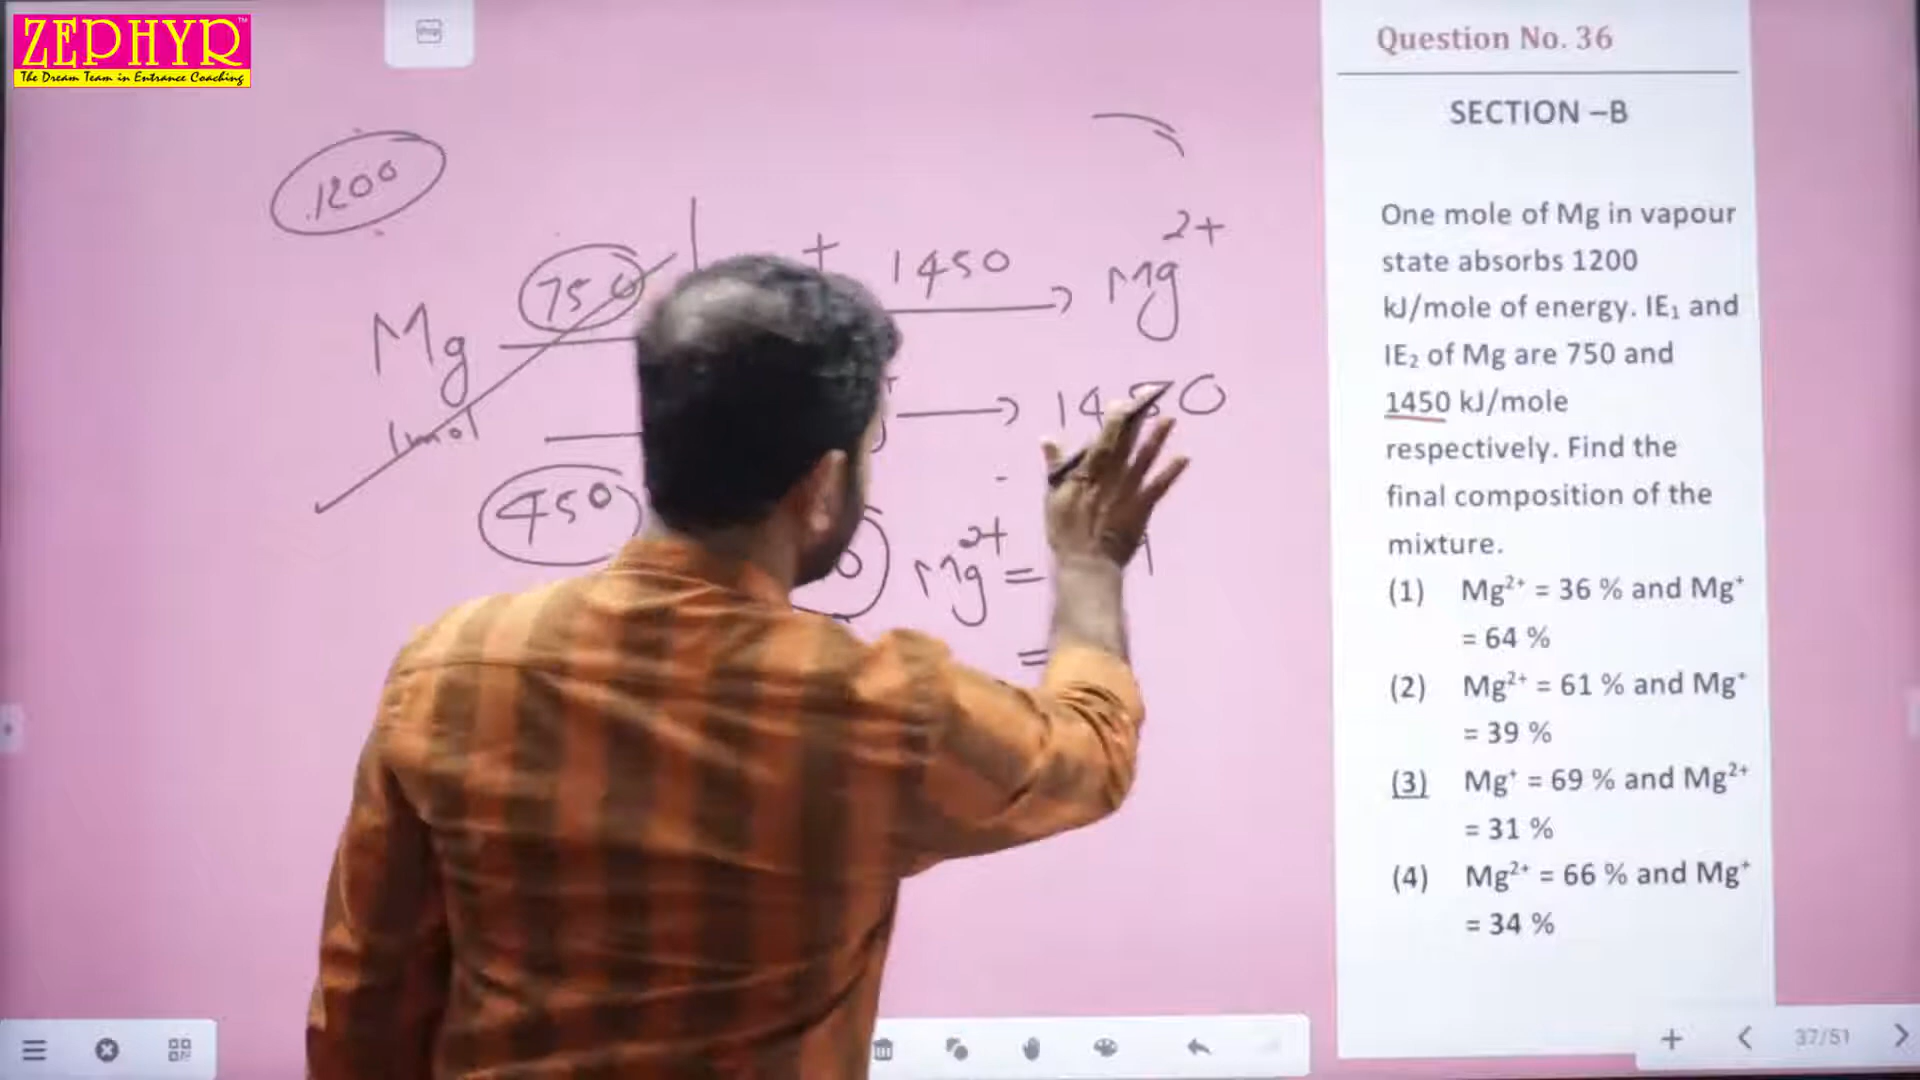 ZEPHYR™
The Dream Team in Entrance Coaching
1200
Mg
750
+
1450
Mg²⁺
1mol
1450
450
Mg²⁺ =
=
Question No. 36
SECTION –B
One mole of Mg in vapour
state absorbs 1200
kJ/mole of energy. IE₁ and
IE₂ of Mg are 750 and
1450 kJ/mole
respectively. Find the
final composition of the
mixture.
(1) Mg²⁺ = 36 % and Mg⁺
= 64 %
(2) Mg²⁺ = 61 % and Mg⁺
= 39 %
(3) Mg⁺ = 69 % and Mg²⁺
= 31 %
(4) Mg²⁺ = 66 % and Mg⁺
= 34 %
37/51